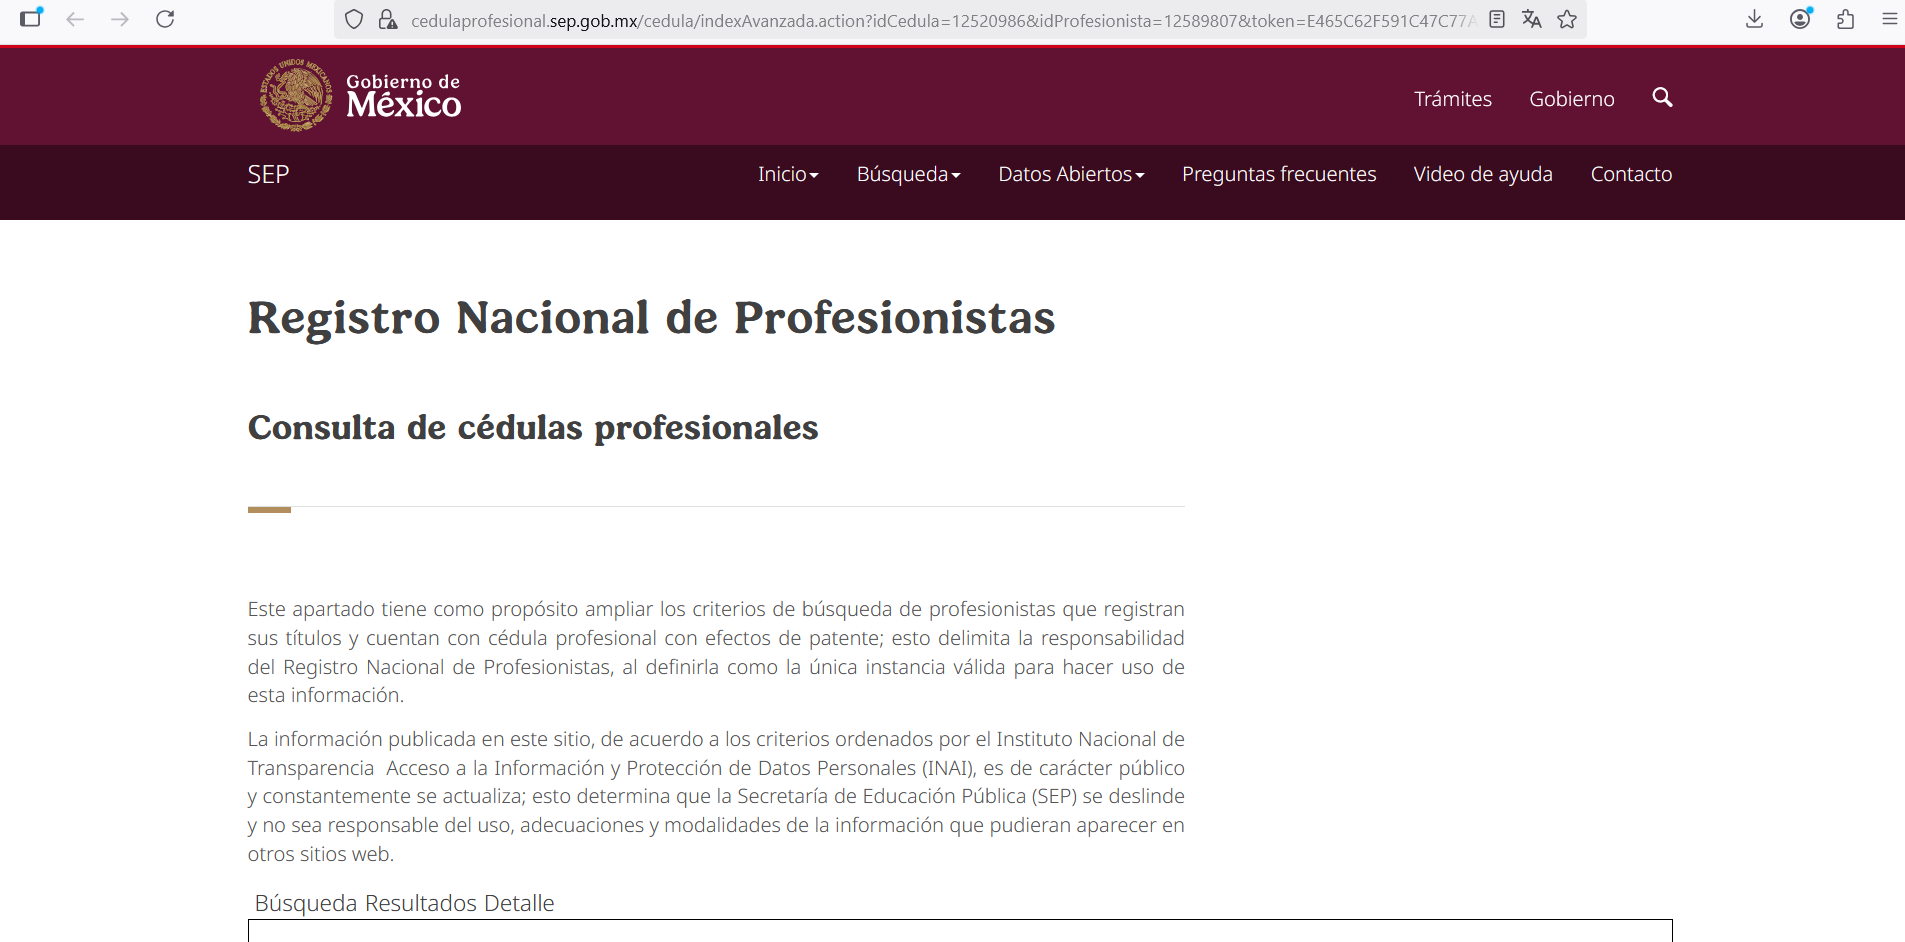 cedulaprofesional.sep.gob.mx/cedula/indexAvanzada.action?idCedula=12520986&idProfesionista=12589807&token=E465C62F591C47C77A
ESTADOS UNIDOS MEXICANOS
Gobierno de
México
Trámites Gobierno
SEP Inicio Búsqueda Datos Abiertos Preguntas frecuentes Video de ayuda Contacto
Registro Nacional de Profesionistas
Consulta de cédulas profesionales
Este apartado tiene como propósito ampliar los criterios de búsqueda de profesionistas que registran
sus títulos y cuentan con cédula profesional con efectos de patente; esto delimita la responsabilidad
del Registro Nacional de Profesionistas, al definirla como la única instancia válida para hacer uso de
esta información.
La información publicada en este sitio, de acuerdo a los criterios ordenados por el Instituto Nacional de
Transparencia  Acceso a la Información y Protección de Datos Personales (INAI), es de carácter público
y constantemente se actualiza; esto determina que la Secretaría de Educación Pública (SEP) se deslinde
y no sea responsable del uso, adecuaciones y modalidades de la información que pudieran aparecer en
otros sitios web.
Búsqueda Resultados Detalle